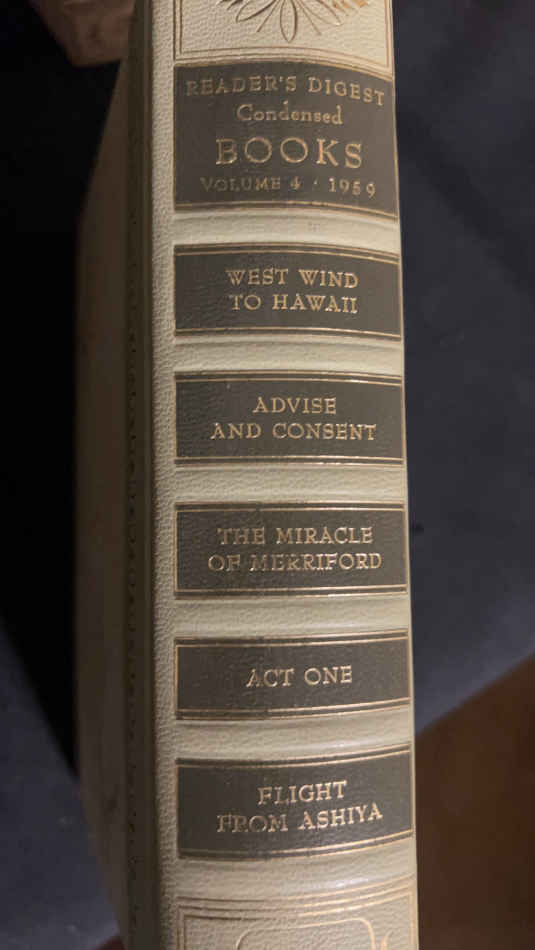 READER'S DIGEST
Condensed
BOOKS
VOLUME 4 · 1959
WEST WIND
TO HAWAII
ADVISE
AND CONSENT
THE MIRACLE
OF MERRIFORD
ACT ONE
FLIGHT
FROM ASHIYA